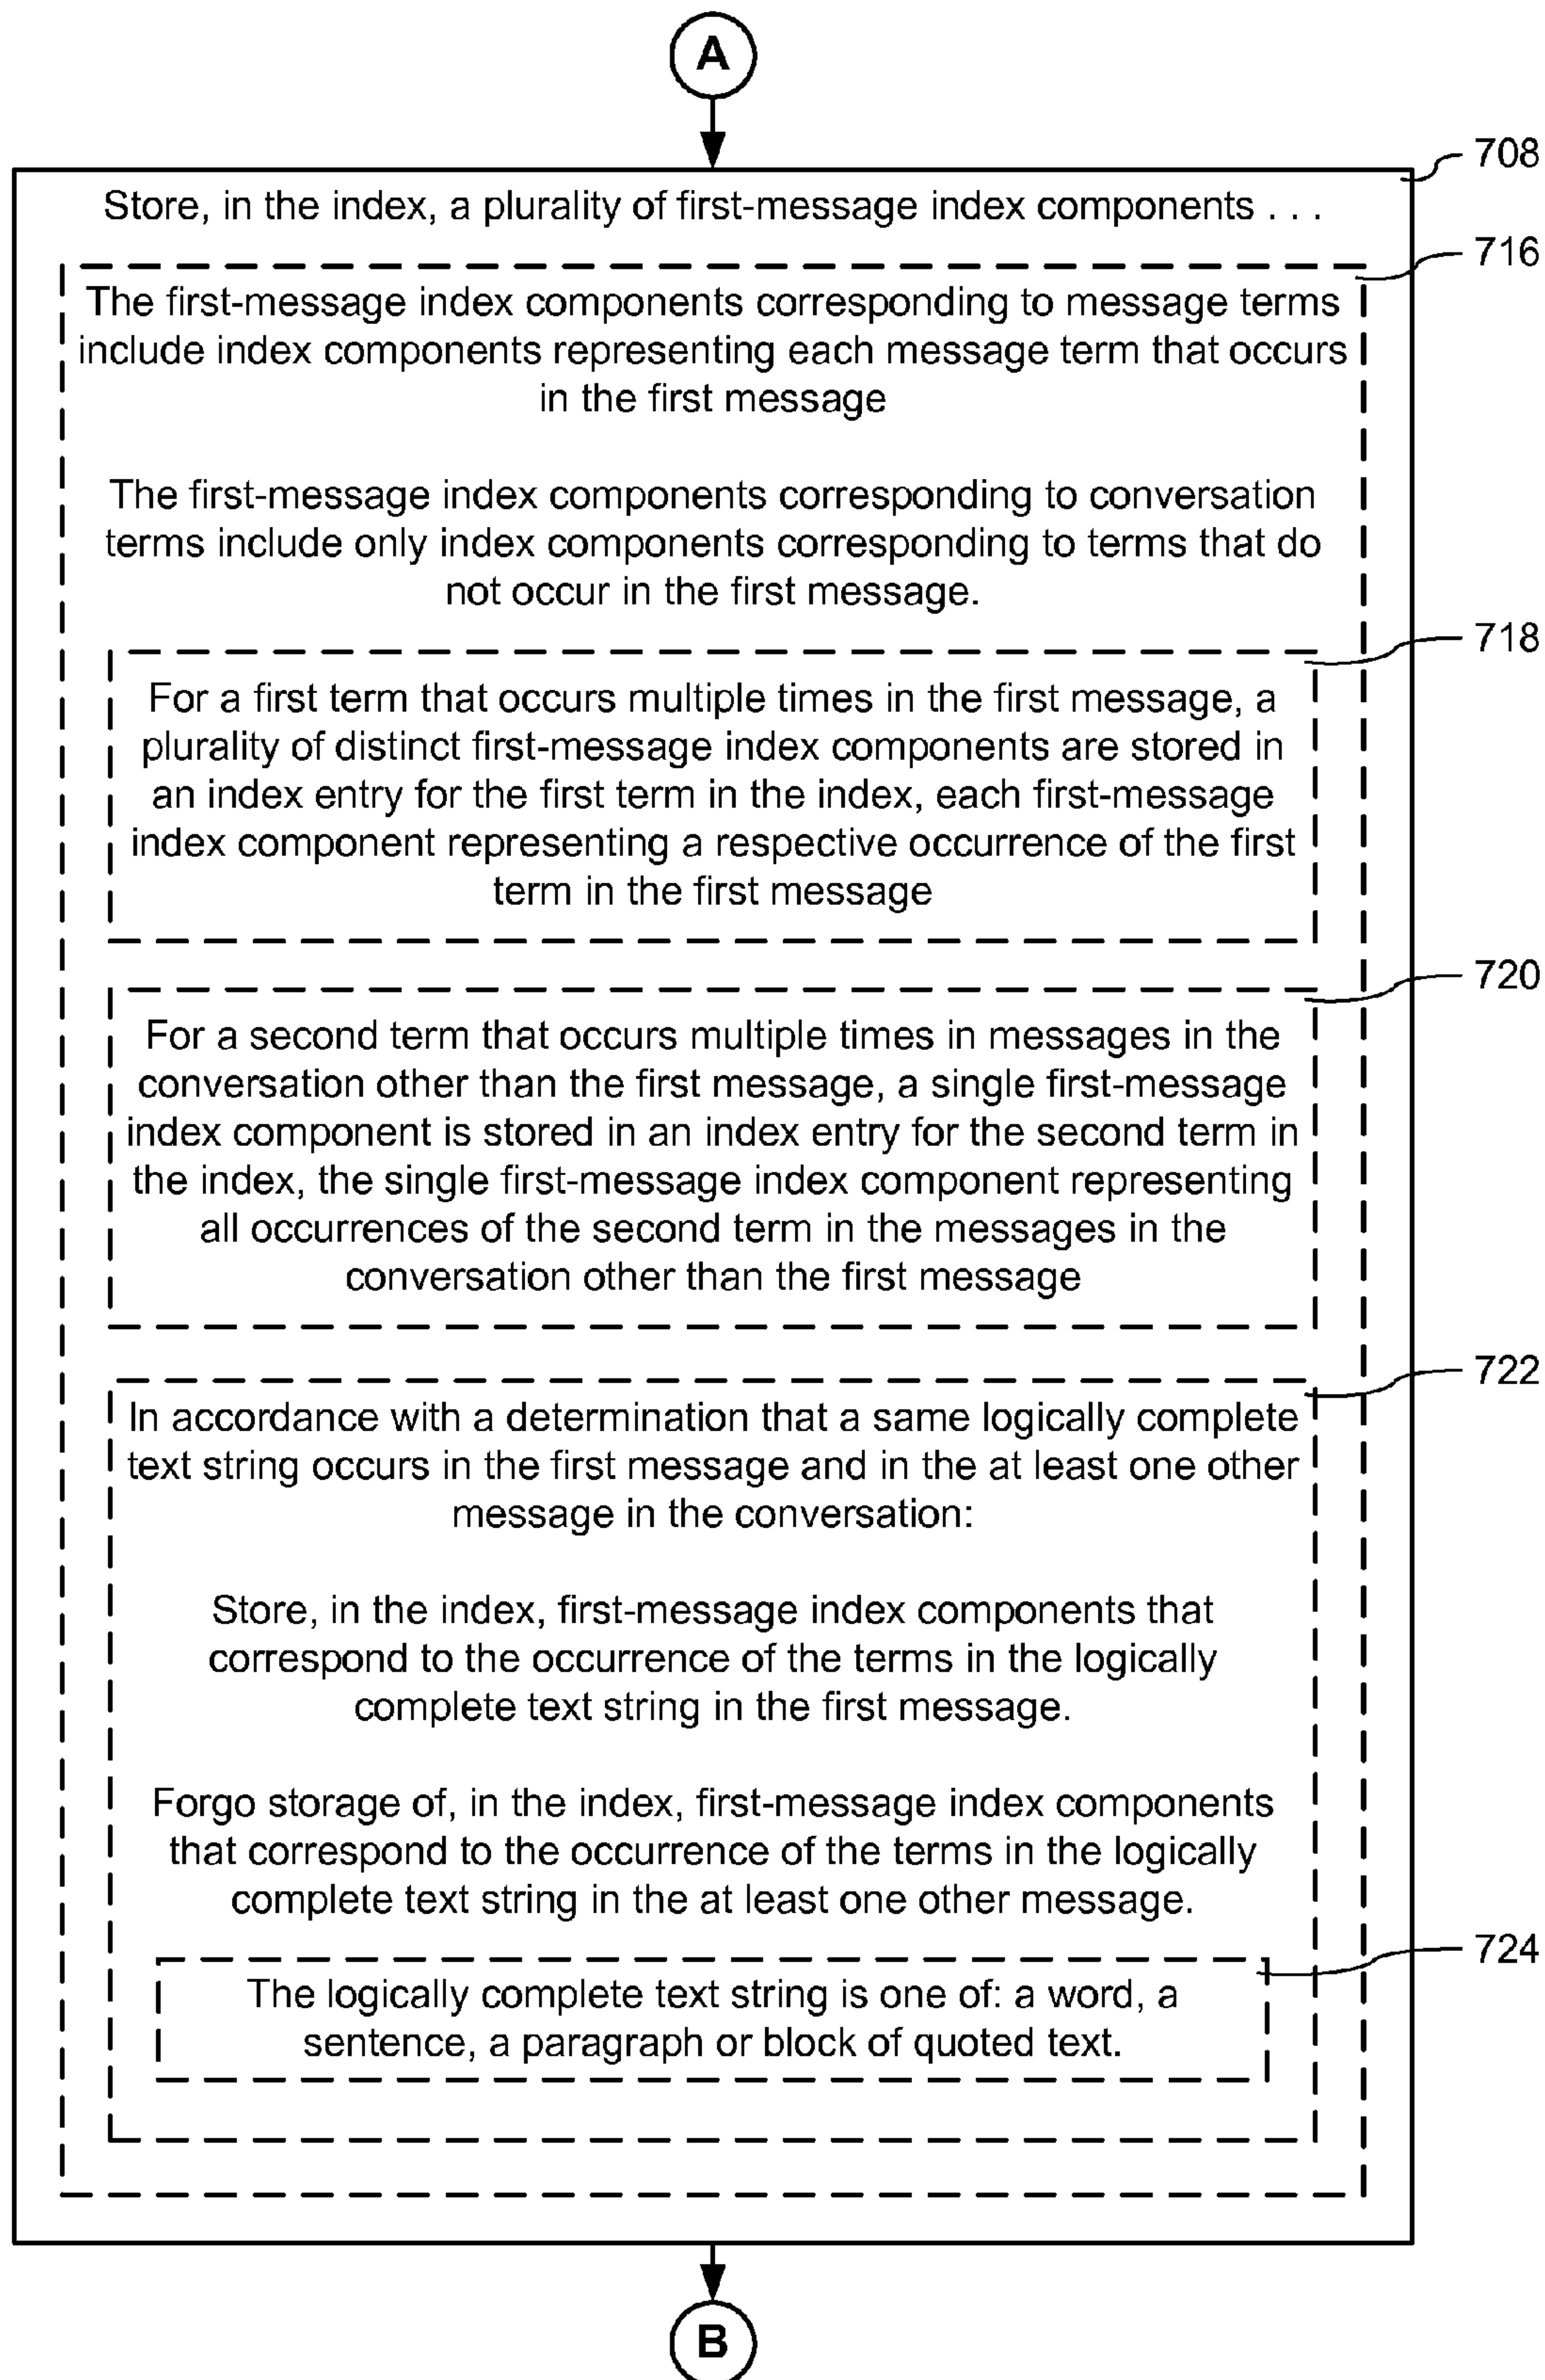 A
708
Store, in the index, a plurality of first-message index components . . .
716
The first-message index components corresponding to message terms
include index components representing each message term that occurs
in the first message
The first-message index components corresponding to conversation
terms include only index components corresponding to terms that do
not occur in the first message.
718
For a first term that occurs multiple times in the first message, a
plurality of distinct first-message index components are stored in
an index entry for the first term in the index, each first-message
index component representing a respective occurrence of the first
term in the first message
720
For a second term that occurs multiple times in messages in the
conversation other than the first message, a single first-message
index component is stored in an index entry for the second term in
the index, the single first-message index component representing
all occurrences of the second term in the messages in the
conversation other than the first message
722
In accordance with a determination that a same logically complete
text string occurs in the first message and in the at least one other
message in the conversation:
Store, in the index, first-message index components that
correspond to the occurrence of the terms in the logically
complete text string in the first message.
Forgo storage of, in the index, first-message index components
that correspond to the occurrence of the terms in the logically
complete text string in the at least one other message.
724
The logically complete text string is one of: a word, a
sentence, a paragraph or block of quoted text.
B